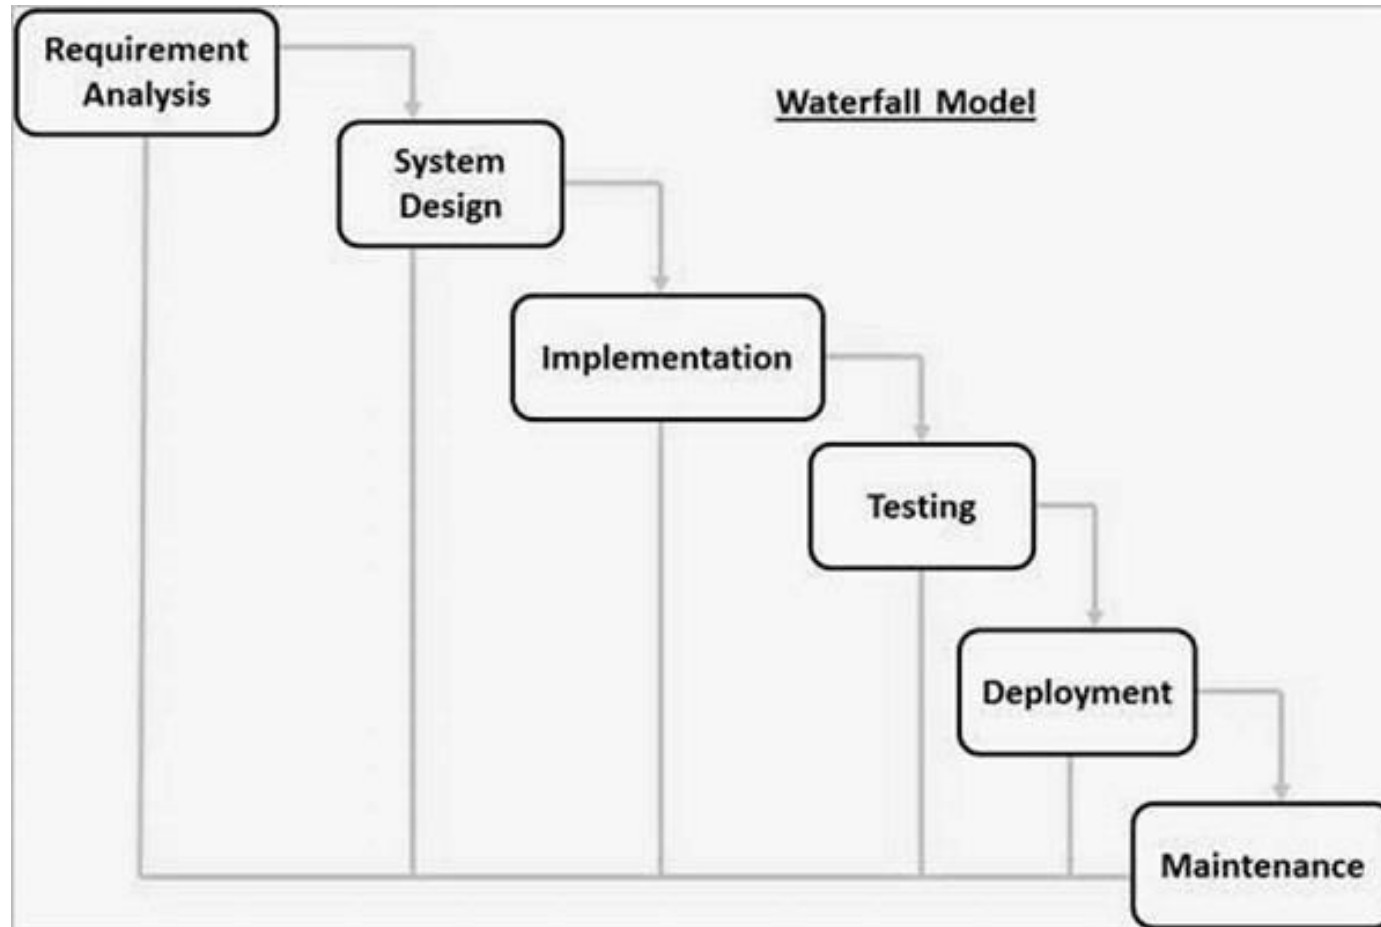 Requirement
Analysis
Waterfall Model
System
Design
Implementation
Testing
Deployment
Maintenance